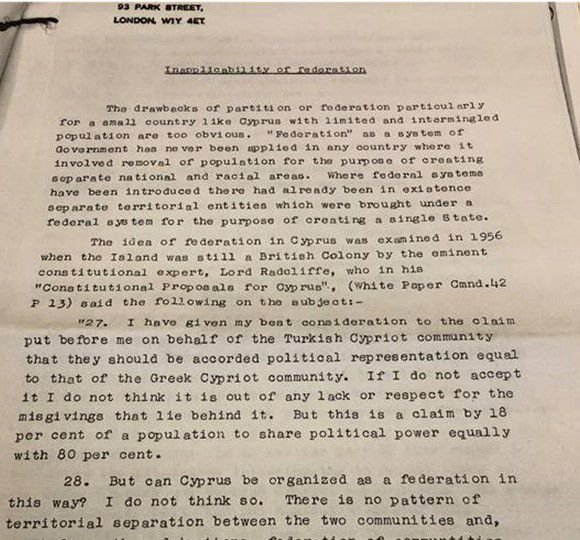 93 PARK STREET,
LONDON, W1Y 4ET.
Inapplicability of federation
The drawbacks of partition or federation particularly
for a small country like Cyprus with limited and intermingled
population are too obvious. "Federation" as a system of
Government has never been applied in any country where it
involved removal of population for the purpose of creating
separate national and racial areas. Where federal systems
have been introduced there had already been in existence
separate territorial entities which were brought under a
federal system for the purpose of creating a single State.
The idea of federation in Cyprus was examined in 1956
when the Island was still a British Colony by the eminent
constitutional expert, Lord Radcliffe, who in his
"Constitutional Proposals for Cyprus", (White Paper Cmnd.42
P 13) said the following on the subject:-
"27. I have given my best consideration to the claim
put before me on behalf of the Turkish Cypriot community
that they should be accorded political representation equal
to that of the Greek Cypriot community. If I do not accept
it I do not think it is out of any lack or respect for the
misgivings that lie behind it. But this is a claim by 18
per cent of a population to share political power equally
with 80 per cent.
28. But can Cyprus be organized as a federation in
this way? I do not think so. There is no pattern of
territorial separation between the two communities and,
federation of communities